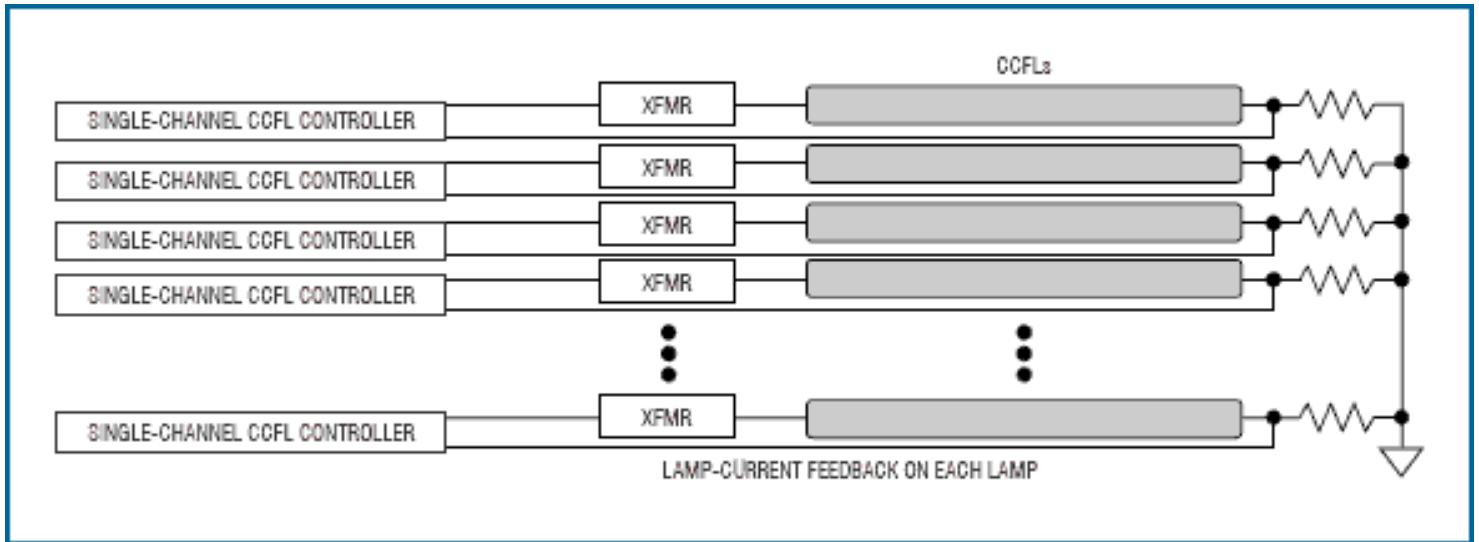 CCFLs
XFMR
SINGLE-CHANNEL CCFL CONTROLLER
XFMR
SINGLE-CHANNEL CCFL CONTROLLER
XFMR
SINGLE-CHANNEL CCFL CONTROLLER
XFMR
SINGLE-CHANNEL CCFL CONTROLLER
XFMR
SINGLE-CHANNEL CCFL CONTROLLER
LAMP-CURRENT FEEDBACK ON EACH LAMP